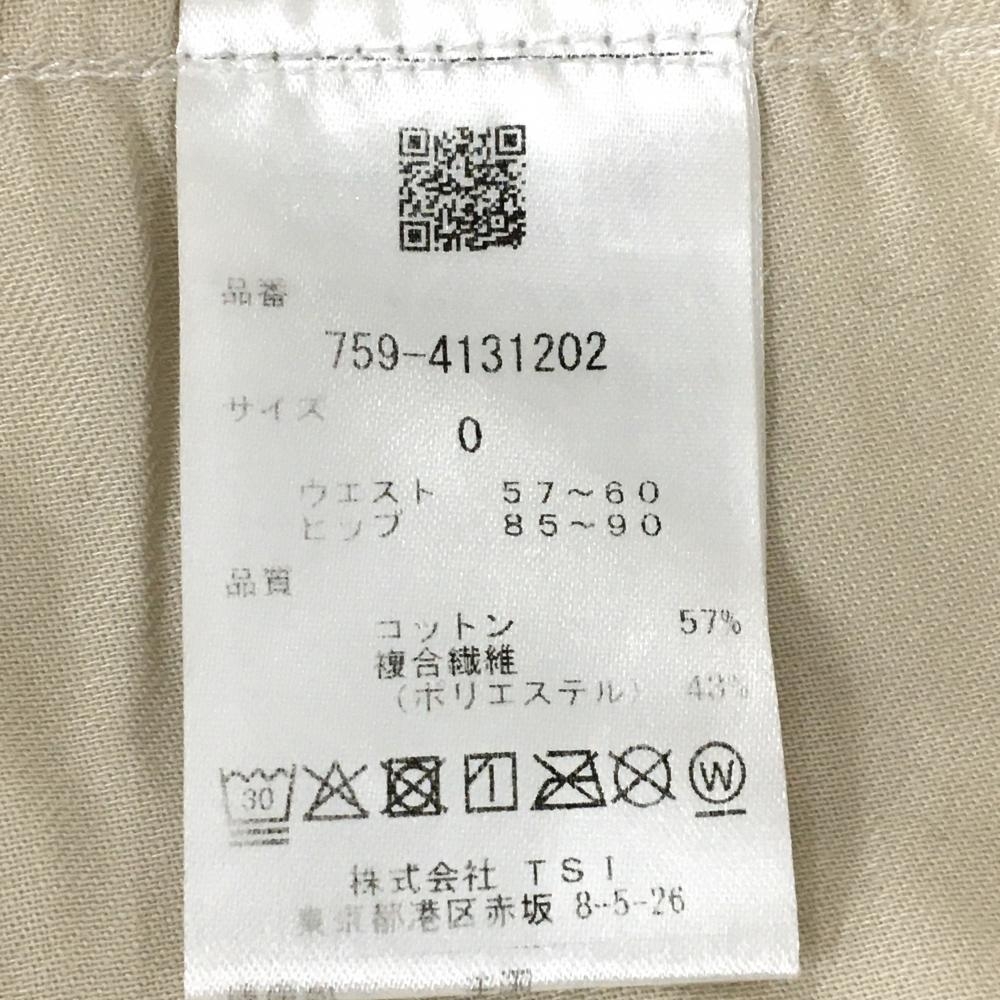 品番
759-4131202
サイズ
0
ウエスト 57~60
ヒップ 85~90
品質
コットン 57%
複合繊維
(ポリエステル) 43%
30
W
株式会社 TSI
東京都港区赤坂 8-5-26